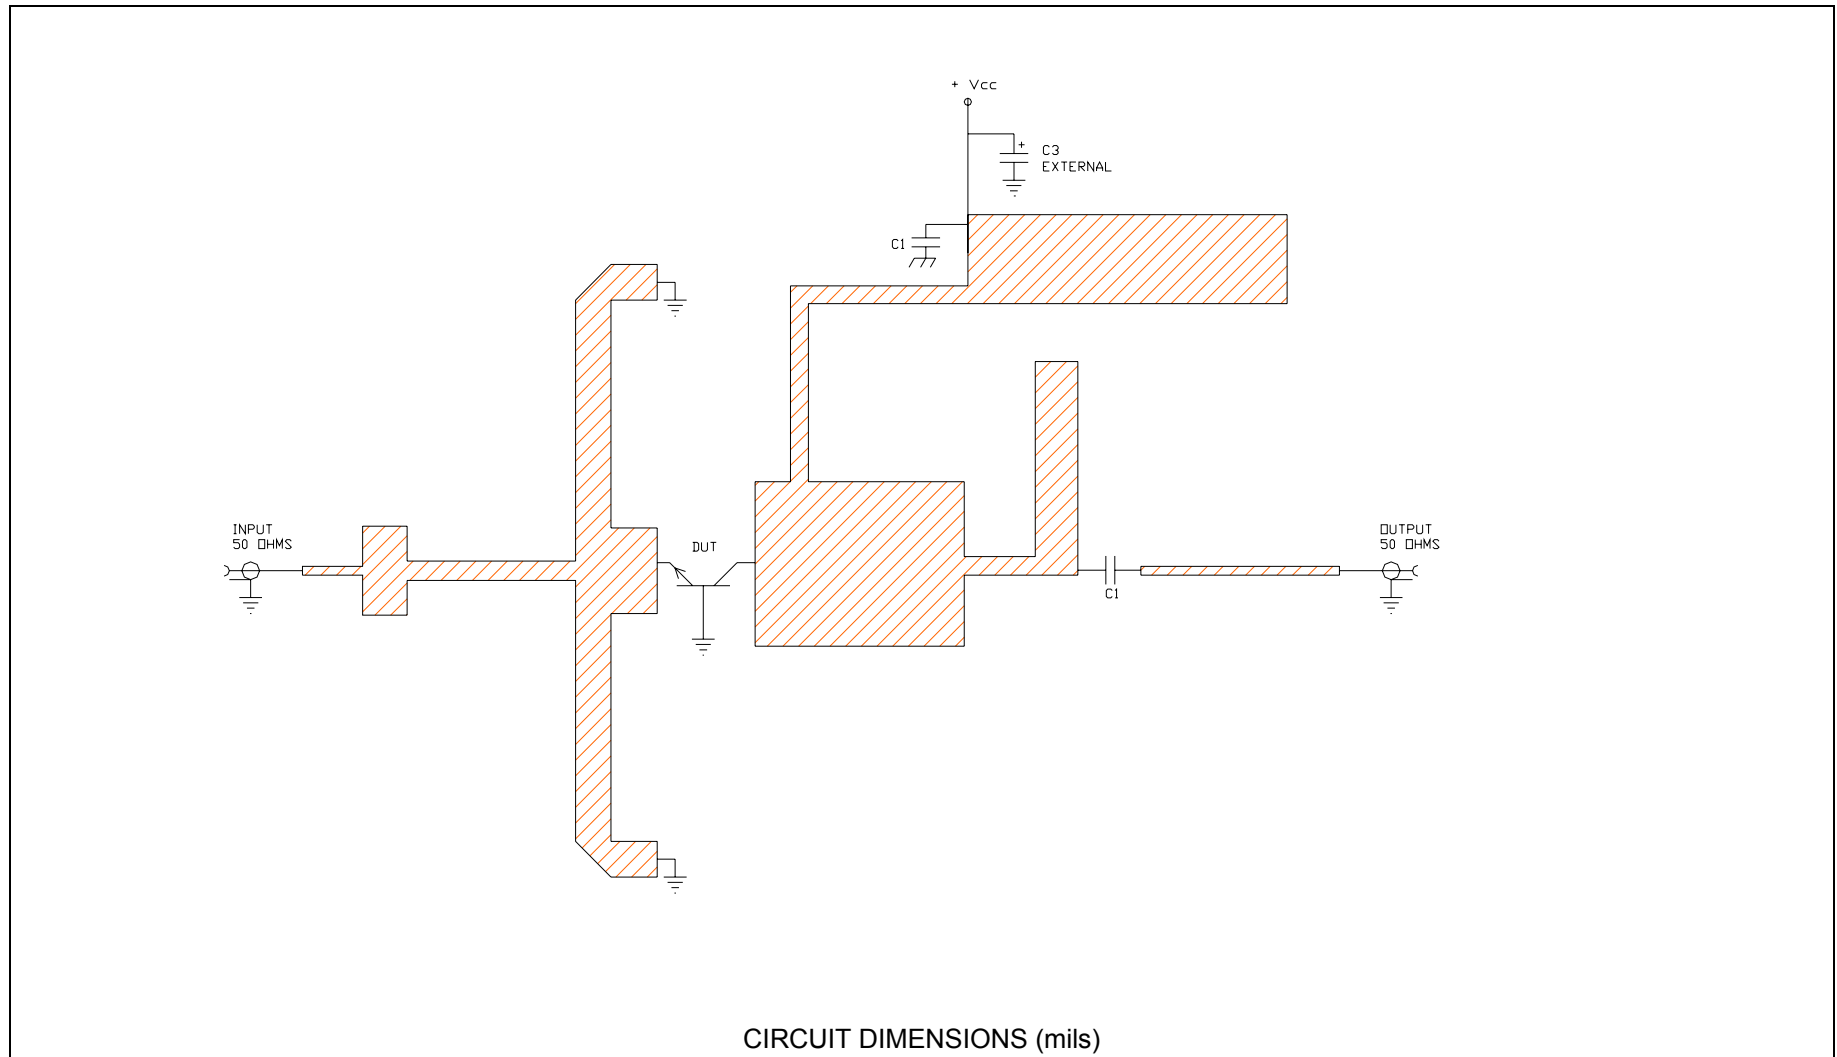 + Vcc
+
C3
EXTERNAL
C1
INPUT
50 OHMS
DUT
OUTPUT
50 OHMS
C1
CIRCUIT DIMENSIONS (mils)